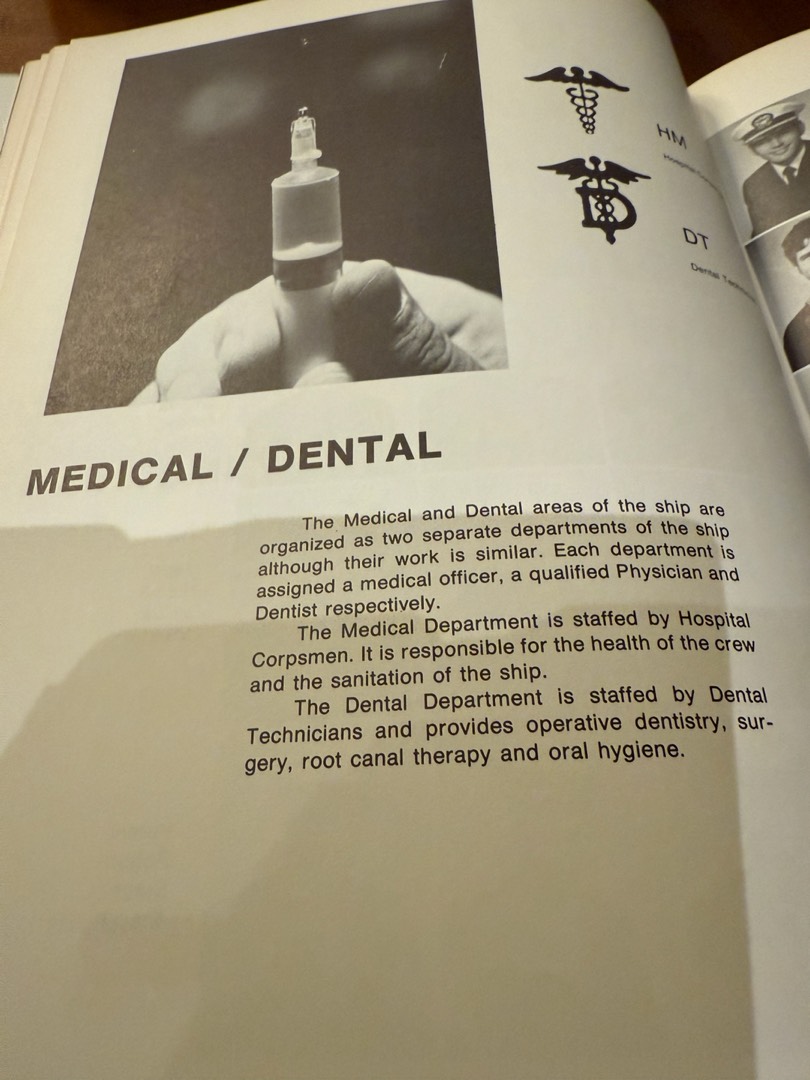 HM
DT
MEDICAL / DENTAL
The Medical and Dental areas of the ship are
organized as two separate departments of the ship
although their work is similar. Each department is
assigned a medical officer, a qualified Physician and
Dentist respectively.
The Medical Department is staffed by Hospital
Corpsmen. It is responsible for the health of the crew
and the sanitation of the ship.
The Dental Department is staffed by Dental
Technicians and provides operative dentistry, sur-
gery, root canal therapy and oral hygiene.